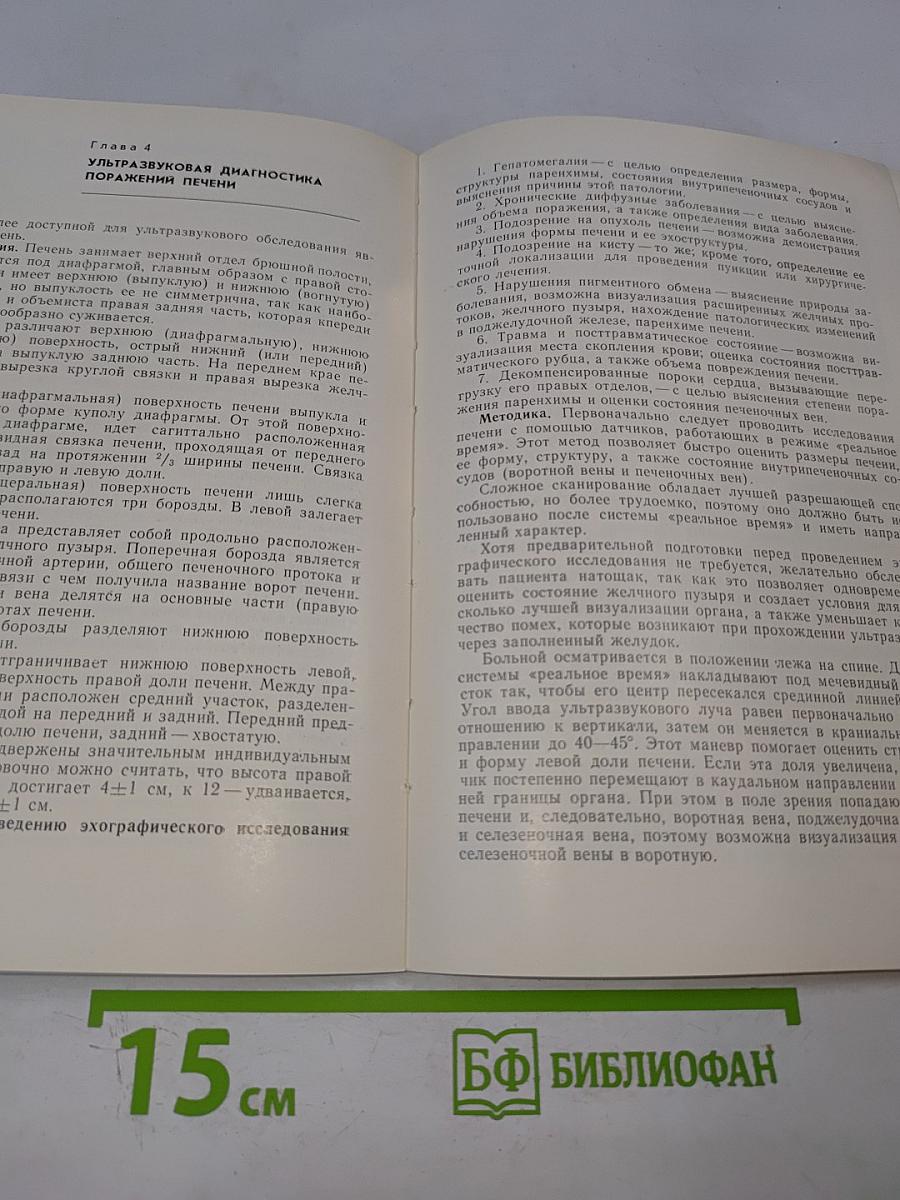 Глава 4
УЛЬТРАЗВУКОВАЯ ДИАГНОСТИКА
ПОРАЖЕНИЙ ПЕЧЕНИ
лее доступной для ультразвукового обследования яв-
ень.
ия. Печень занимает верхний отдел брюшной полости,
тся под диафрагмой, главным образом с правой сто-
и имеет верхнюю (выпуклую) и нижнюю (вогнутую)
, но выпуклость ее не симметрична, так как наибо-
и объемиста правая задняя часть, которая кпереди
ообразно суживается.
различают верхнюю (диафрагмальную), нижнюю
ю) поверхность, острый нижний (или передний)
и выпуклую заднюю часть. На переднем крае пе-
вырезка круглой связки и правая вырезка желч-
диафрагмальная) поверхность печени выпукла и
о форме куполу диафрагмы. От этой поверхно-
диафрагме, идет сагиттально расположенная
видная связка печени, проходящая от переднего
зад на протяжении 2/3 ширины печени. Связка
правую и левую доли.
церальная) поверхность печени лишь слегка
располагаются три борозды. В левой залегает
ечени.
а представляет собой продольно расположен-
лчного пузыря. Поперечная борозда является
чной артерии, общего печеночного протока и
связи с чем получила название ворот печени.
и вена делятся на основные части (правую
отах печени.
борозды разделяют нижнюю поверхность
ли.
тграничивает нижнюю поверхность левой,
верхность правой доли печени. Между пра-
ми расположен средний участок, разделен-
дой на передний и задний. Передний пред-
долю печени, задний — хвостатую.
двержены значительным индивидуальным
овочно можно считать, что высота правой
достигает 4±1 см, к 12 — удваивается,
±1 см.
ведению эхографического исследования
1. Гепатомегалия — с целью определения размера, формы,
структуры паренхимы, состояния внутрипеченочных сосудов и
выяснения причины этой патологии.
2. Хронические диффузные заболевания — с целью выясне-
ния объема поражения, а также определения вида заболевания.
3. Подозрение на опухоль печени — возможна демонстрация
нарушения формы печени и ее эхоструктуры.
4. Подозрение на кисту — то же; кроме того, определение ее
точной локализации для проведения пункции или хирургиче-
ского лечения.
5. Нарушения пигментного обмена — выяснение природы за-
болевания, возможна визуализация расширенных желчных про-
токов, желчного пузыря, нахождение патологических изменений
в поджелудочной железе, паренхиме печени.
6. Травма и посттравматическое состояние — возможна ви-
зуализация места скопления крови; оценка состояния посттрав-
матического рубца, а также объема повреждения печени.
7. Декомпенсированные пороки сердца, вызывающие пере-
грузку его правых отделов, — с целью выяснения степени пора-
жения паренхимы и оценки состояния печеночных вен.
Методика. Первоначально следует проводить исследования
печени с помощью датчиков, работающих в режиме «реальное
время». Этот метод позволяет быстро оценить размеры печени,
ее форму, структуру, а также состояние внутрипеченочных со-
судов (воротной вены и печеночных вен).
Сложное сканирование обладает лучшей разрешающей спо-
собностью, но более трудоемко, поэтому оно должно быть ис
пользовано после системы «реальное время» и иметь напра
ленный характер.
Хотя предварительной подготовки перед проведением э
графического исследования не требуется, желательно обсле
вать пациента натощак, так как это позволяет одновреме
оценить состояние желчного пузыря и создает условия для
сколько лучшей визуализации органа, а также уменьшает к
чество помех, которые возникают при прохождении ультраз
через заполненный желудок.
Больной осматривается в положении лежа на спине. Д
системы «реальное время» накладывают под мечевидный
сток так, чтобы его центр пересекался срединной линией
Угол ввода ультразвукового луча равен первоначально
отношению к вертикали, затем он меняется в краниальн
правлении до 40—45°. Этот маневр помогает оценить ст
и форму левой доли печени. Если эта доля увеличена,
чик постепенно перемещают в каудальном направлении
ней границы органа. При этом в поле зрения попадаю
печени и, следовательно, воротная вена, поджелудочна
и селезеночная вена, поэтому возможна визуализация
селезеночной вены в воротную.
15 см
БФ БИБЛИОФАН